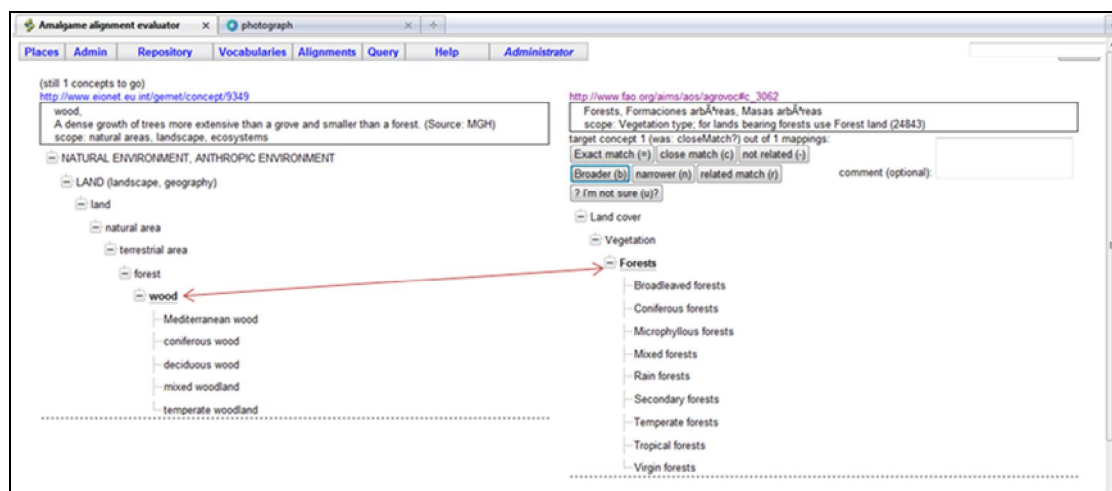 Amalgame alignment evaluator x photograph x +
Places Admin Repository Vocabularies Alignments Query Help Administrator
(still 1 concepts to go)
http://www.eionet.eu.int/gemet/concept/9349
wood,
A dense growth of trees more extensive than a grove and smaller than a forest. (Source: MGH)
scope: natural areas, landscape, ecosystems
NATURAL ENVIRONMENT, ANTHROPIC ENVIRONMENT
LAND (landscape, geography)
land
natural area
terrestrial area
forest
wood
Mediterranean wood
coniferous wood
deciduous wood
mixed woodland
temperate woodland
http://www.fao.org/aims/aos/agrovoc#c_3062
Forests, Formaciones arbÃªreas, Masas arbÃªreas
scope: Vegetation type; for lands bearing forests use Forest land (24843)
target concept 1 (was: closeMatch?) out of 1 mappings:
Exact match (=) close match (c) not related (-)
Broader (b) narrower (n) related match (r) comment (optional):
? I'm not sure (u)?
Land cover
Vegetation
Forests
Broadleaved forests
Coniferous forests
Microphyllous forests
Mixed forests
Rain forests
Secondary forests
Temperate forests
Tropical forests
Virgin forests